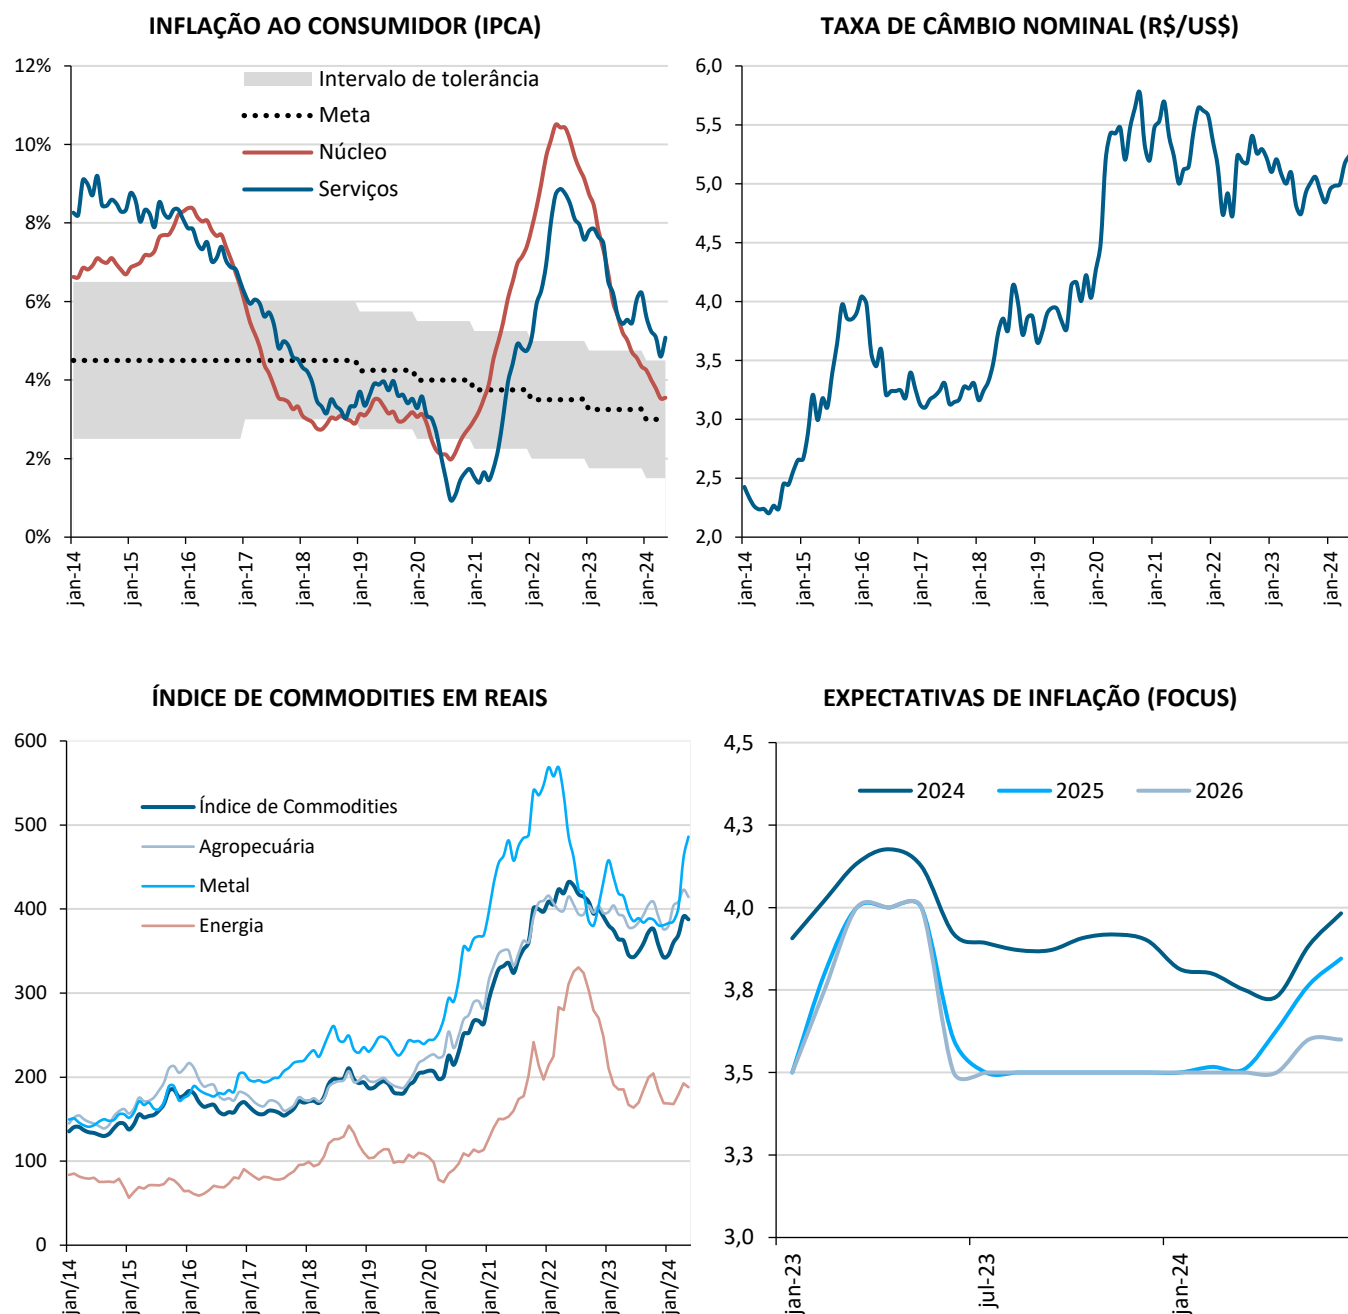 INFLAÇÃO AO CONSUMIDOR (IPCA)
12%
10%
8%
6%
4%
2%
0%
Intervalo de tolerância
Meta
Núcleo
Serviços
jan-14
jan-15
jan-16
jan-17
jan-18
jan-19
jan-20
jan-21
jan-22
jan-23
jan-24
TAXA DE CÂMBIO NOMINAL (R$/US$)
6,0
5,5
5,0
4,5
4,0
3,5
3,0
2,5
2,0
jan-14
jan-15
jan-16
jan-17
jan-18
jan-19
jan-20
jan-21
jan-22
jan-23
jan-24
ÍNDICE DE COMMODITIES EM REAIS
600
500
400
300
200
100
0
Índice de Commodities
Agropecuária
Metal
Energia
jan/14
jan/15
jan/16
jan/17
jan/18
jan/19
jan/20
jan/21
jan/22
jan/23
jan/24
EXPECTATIVAS DE INFLAÇÃO (FOCUS)
4,5
4,3
4,0
3,8
3,5
3,3
3,0
2024
2025
2026
jan-23
jul-23
jan-24